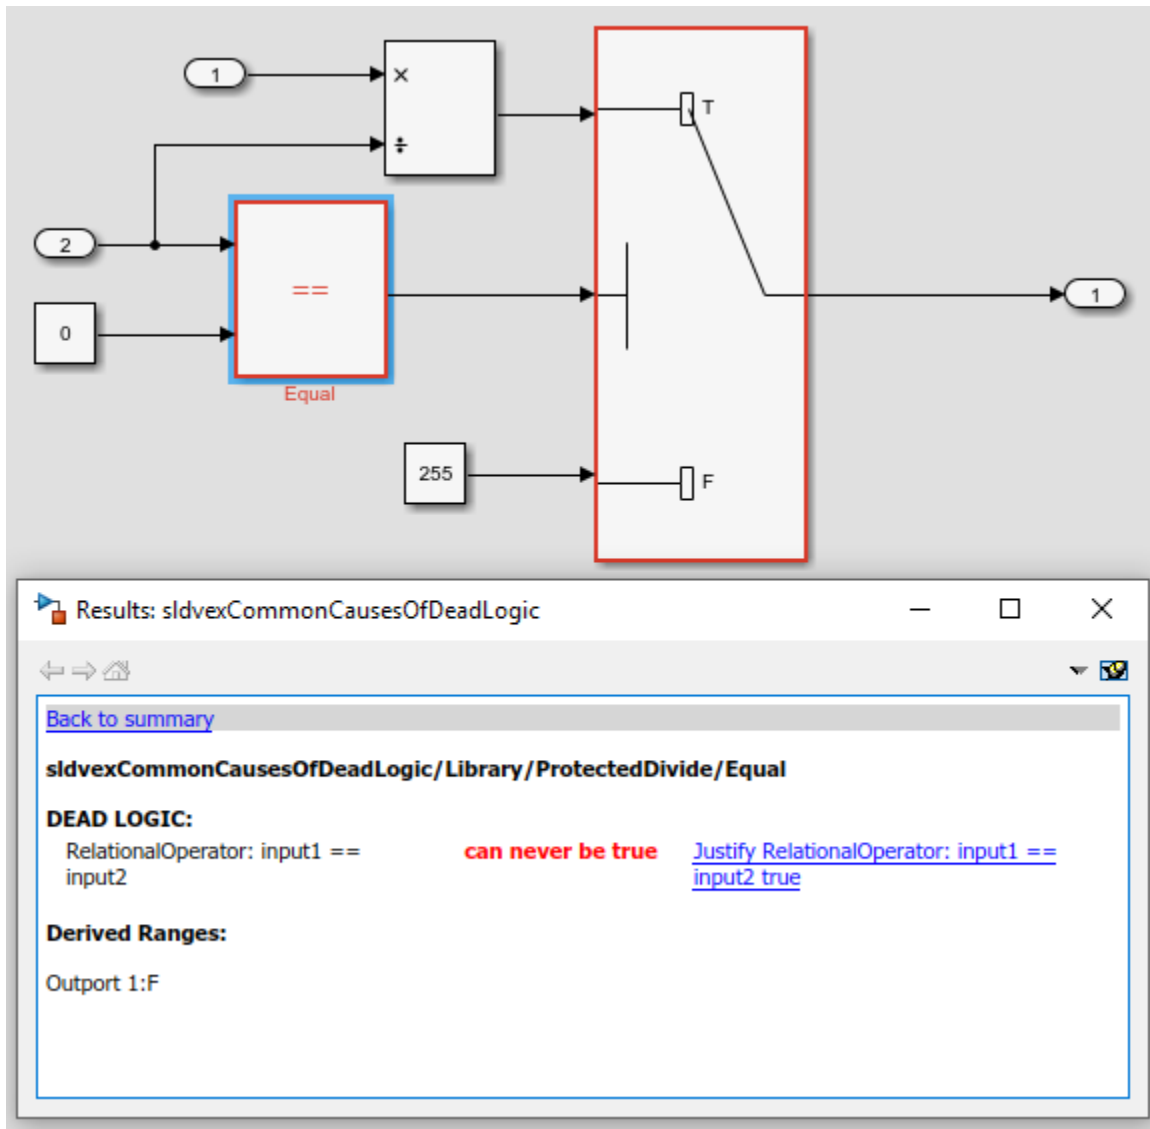 1
×
÷
T
2
==
1
0
Equal
255
F
Results: sldvexCommonCausesOfDeadLogic
Back to summary
sldvexCommonCausesOfDeadLogic/Library/ProtectedDivide/Equal
DEAD LOGIC:
RelationalOperator: input1 == can never be true Justify RelationalOperator: input1 ==
input2 input2 true
Derived Ranges:
Outport 1:F